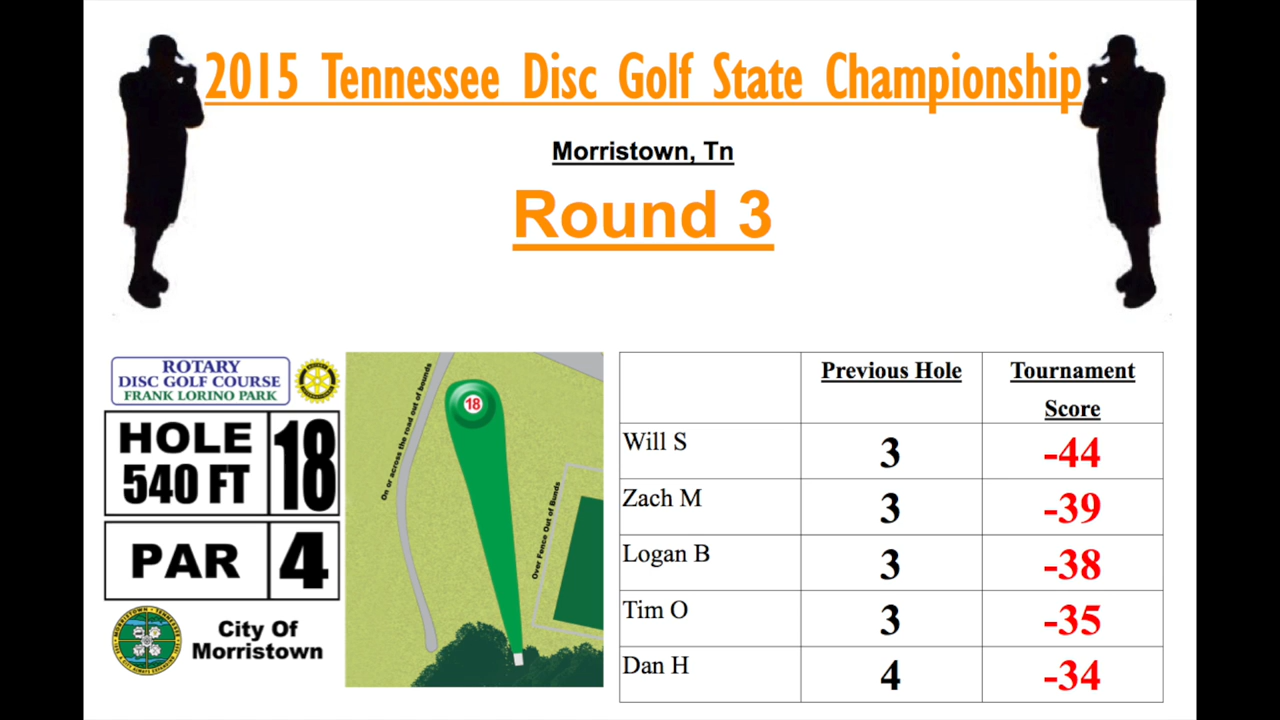 2015 Tennessee Disc Golf State Championship
Morristown, Tn
Round 3
ROTARY
DISC GOLF COURSE
FRANK LORINO PARK
HOLE 18
540 FT
PAR 4
City Of
Morristown
On or across the road out of bounds
18
Over Fence Out of Bunds
Previous Hole Tournament Score
Will S 3 -44
Zach M 3 -39
Logan B 3 -38
Tim O 3 -35
Dan H 4 -34